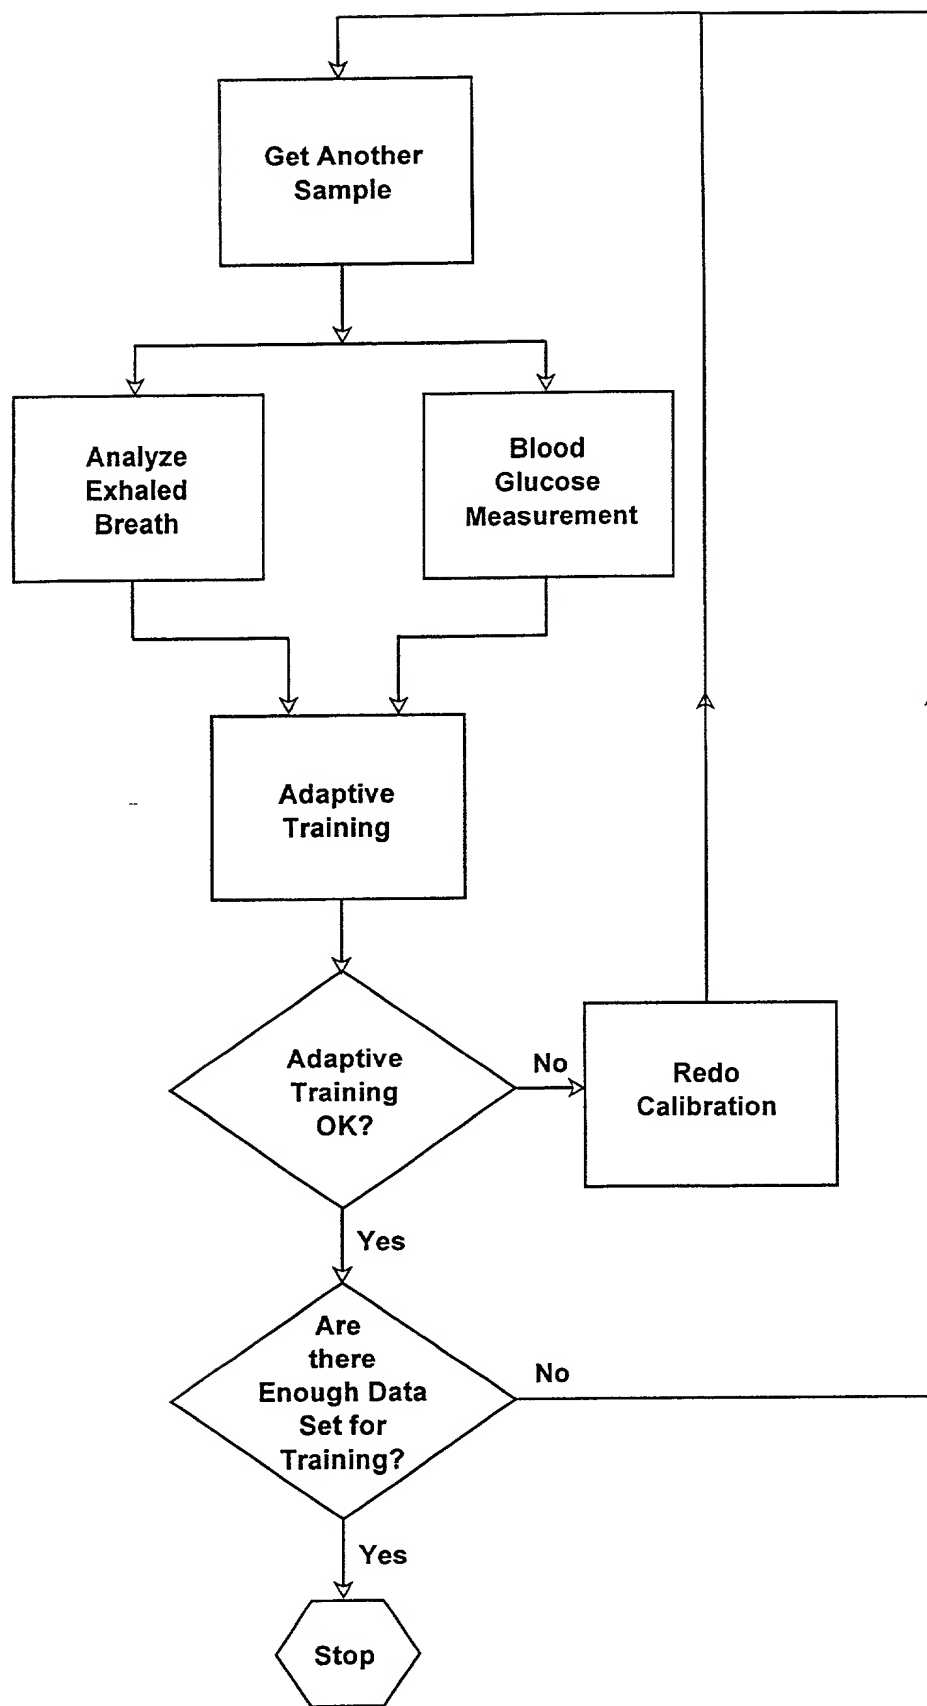 Get Another
Sample
Analyze
Exhaled
Breath
Blood
Glucose
Measurement
Adaptive
Training
Adaptive
Training
OK?
No
Redo
Calibration
Yes
Are
there
Enough Data
Set for
Training?
No
Yes
Stop